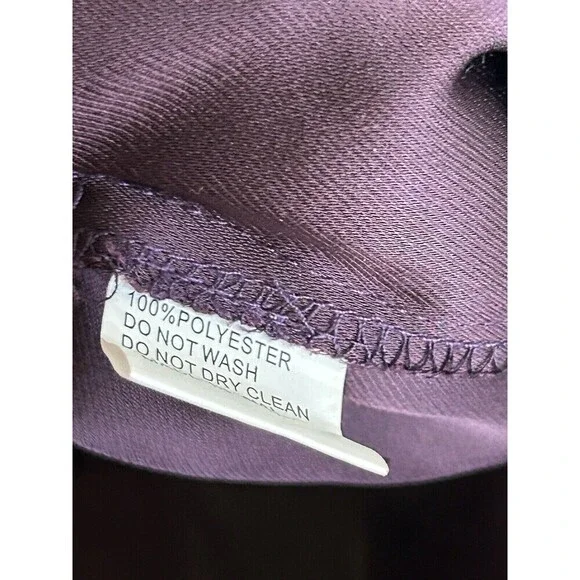 100%POLYESTER
DO NOT WASH
DO NOT DRY CLEAN